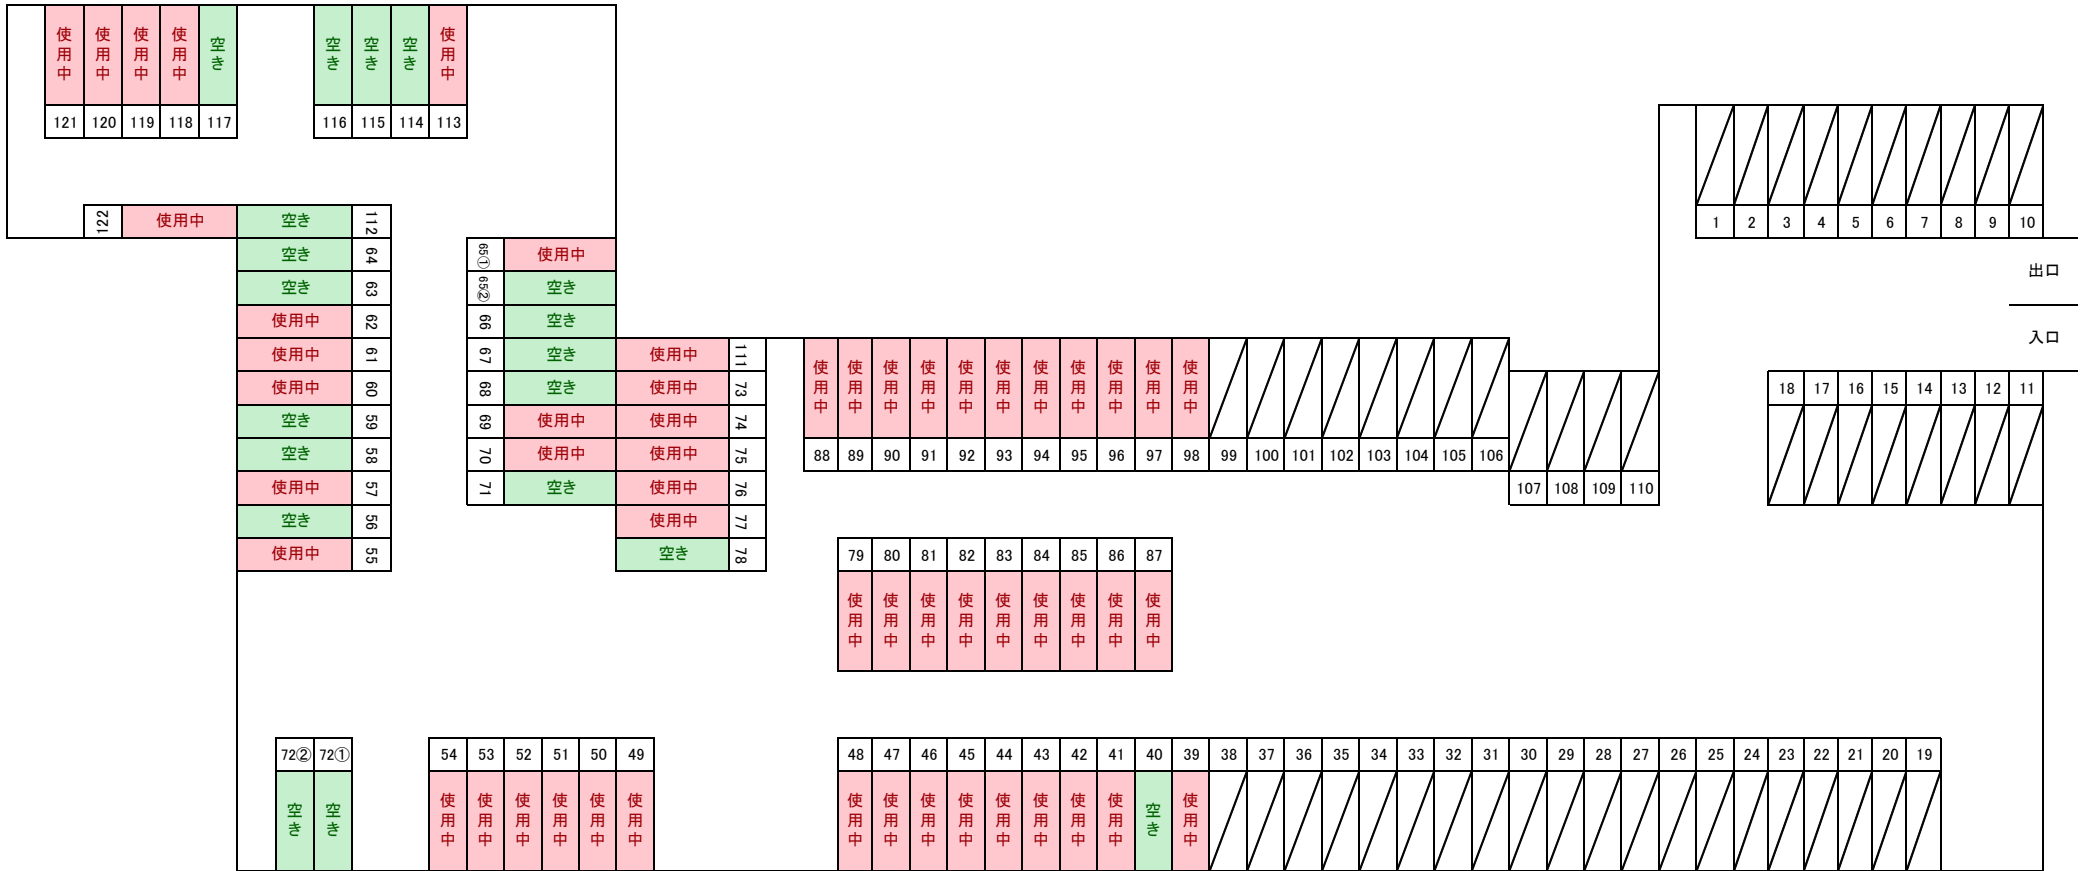 使用中 使用中 使用中 使用中 空き 空き 空き 空き 使用中
121 120 119 118 117 116 115 114 113
1 2 3 4 5 6 7 8 9 10
122 使用中 空き 112
空き 64 65① 使用中
出口
空き 63 65② 空き
使用中 62 66 空き
入口
使用中 61 67 空き 使用中 111
使用中 60 68 空き 使用中 73
18 17 16 15 14 13 12 11
使用中 使用中 使用中 使用中 使用中 使用中 使用中 使用中 使用中 使用中 使用中
空き 59 69 使用中 使用中 74
空き 58 70 使用中 使用中 75
88 89 90 91 92 93 94 95 96 97 98 99 100 101 102 103 104 105 106
使用中 57 71 空き 使用中 76
107 108 109 110
空き 56 使用中 77
使用中 55 空き 78
79 80 81 82 83 84 85 86 87
使用中 使用中 使用中 使用中 使用中 使用中 使用中 使用中 使用中
72② 72① 54 53 52 51 50 49 48 47 46 45 44 43 42 41 40 39 38 37 36 35 34 33 32 31 30 29 28 27 26 25 24 23 22 21 20 19
空き 空き 使用中 使用中 使用中 使用中 使用中 使用中 使用中 使用中 使用中 使用中 使用中 使用中 使用中 使用中 空き 使用中